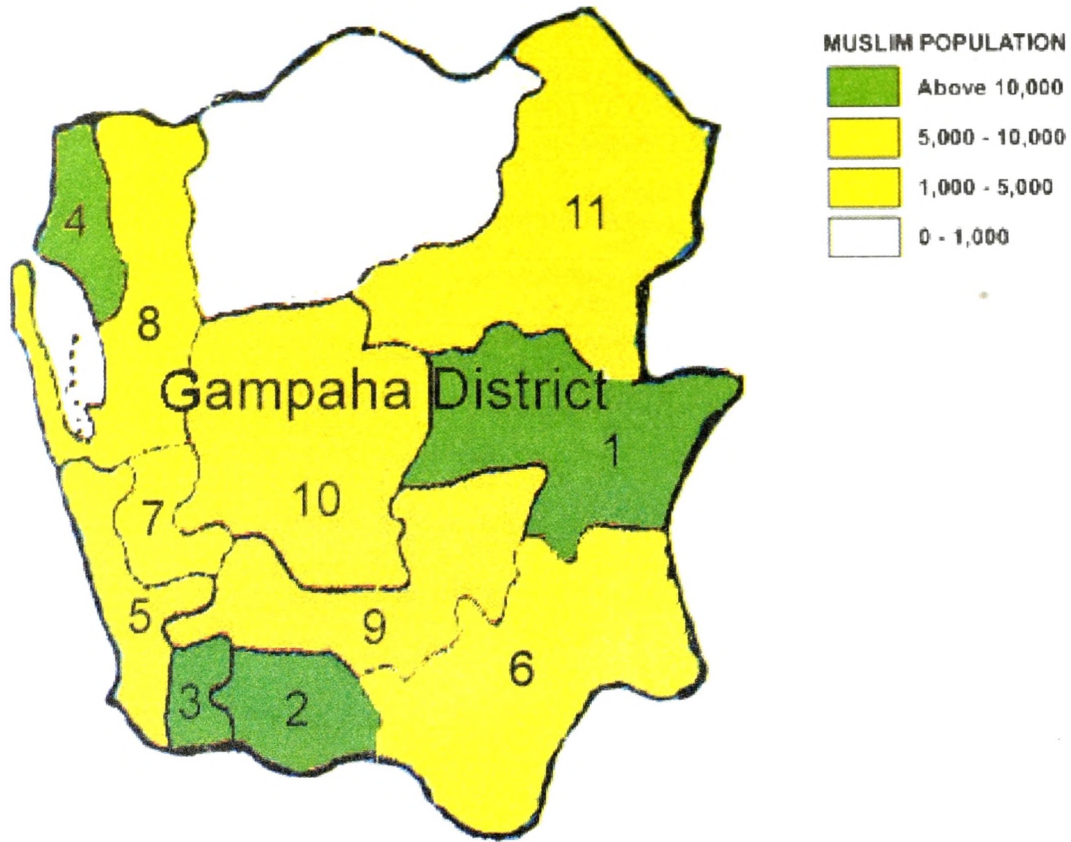 MUSLIM POPULATION
Above 10,000
5,000 - 10,000
1,000 - 5,000
0 - 1,000
4
11
8
Gampaha District
1
10
7
5
9
6
3
2